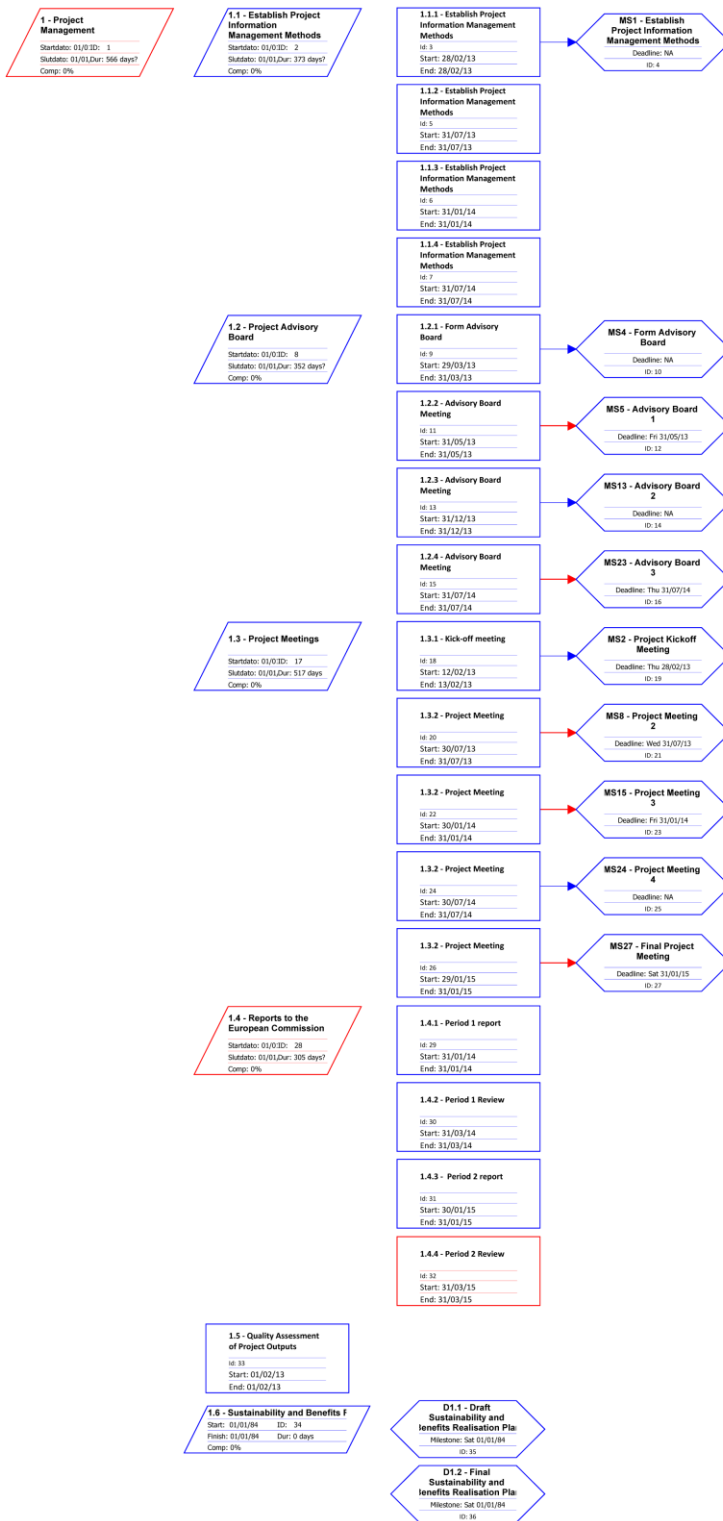 1 - Project
Management
Startdato: 01/0:ID: 1
Slutdato: 01/01,Dur: 566 days?
Comp: 0%
1.1 - Establish Project
Information
Management Methods
Startdato: 01/0:ID: 2
Slutdato: 01/01,Dur: 373 days?
Comp: 0%
1.1.1 - Establish Project
Information Management
Methods
Id: 3
Start: 28/02/13
End: 28/02/13
MS1 - Establish
Project Information
Management Methods
Deadline: NA
ID: 4
1.1.2 - Establish Project
Information Management
Methods
Id: 5
Start: 31/07/13
End: 31/07/13
1.1.3 - Establish Project
Information Management
Methods
Id: 6
Start: 31/01/14
End: 31/01/14
1.1.4 - Establish Project
Information Management
Methods
Id: 7
Start: 31/07/14
End: 31/07/14
1.2 - Project Advisory
Board
Startdato: 01/0:ID: 8
Slutdato: 01/01,Dur: 352 days?
Comp: 0%
1.2.1 - Form Advisory
Board
Id: 9
Start: 29/03/13
End: 31/03/13
MS4 - Form Advisory
Board
Deadline: NA
ID: 10
1.2.2 - Advisory Board
Meeting
Id: 11
Start: 31/05/13
End: 31/05/13
MS5 - Advisory Board
1
Deadline: Fri 31/05/13
ID: 12
1.2.3 - Advisory Board
Meeting
Id: 13
Start: 31/12/13
End: 31/12/13
MS13 - Advisory Board
2
Deadline: NA
ID: 14
1.2.4 - Advisory Board
Meeting
Id: 15
Start: 31/07/14
End: 31/07/14
MS23 - Advisory Board
3
Deadline: Thu 31/07/14
ID: 16
1.3 - Project Meetings
Startdato: 01/0:ID: 17
Slutdato: 01/01,Dur: 517 days
Comp: 0%
1.3.1 - Kick-off meeting
Id: 18
Start: 12/02/13
End: 13/02/13
MS2 - Project Kickoff
Meeting
Deadline: Thu 28/02/13
ID: 19
1.3.2 - Project Meeting
Id: 20
Start: 30/07/13
End: 31/07/13
MS8 - Project Meeting
2
Deadline: Wed 31/07/13
ID: 21
1.3.2 - Project Meeting
Id: 22
Start: 30/01/14
End: 31/01/14
MS15 - Project Meeting
3
Deadline: Fri 31/01/14
ID: 23
1.3.2 - Project Meeting
Id: 24
Start: 30/07/14
End: 31/07/14
MS24 - Project Meeting
4
Deadline: NA
ID: 25
1.3.2 - Project Meeting
Id: 26
Start: 29/01/15
End: 31/01/15
MS27 - Final Project
Meeting
Deadline: Sat 31/01/15
ID: 27
1.4 - Reports to the
European Commission
Startdato: 01/0:ID: 28
Slutdato: 01/01,Dur: 305 days?
Comp: 0%
1.4.1 - Period 1 report
Id: 29
Start: 31/01/14
End: 31/01/14
1.4.2 - Period 1 Review
Id: 30
Start: 31/03/14
End: 31/03/14
1.4.3 - Period 2 report
Id: 31
Start: 30/01/15
End: 31/01/15
1.4.4 - Period 2 Review
Id: 32
Start: 31/03/15
End: 31/03/15
1.5 - Quality Assessment
of Project Outputs
Id: 33
Start: 01/02/13
End: 01/02/13
1.6 - Sustainability and Benefits F
Start: 01/01/84 ID: 34
Finish: 01/01/84 Dur: 0 days
Comp: 0%
D1.1 - Draft
Sustainability and
Benefits Realisation Plan
Milestone: Sat 01/01/84
ID: 35
D1.2 - Final
Sustainability and
Benefits Realisation Plan
Milestone: Sat 01/01/84
ID: 36